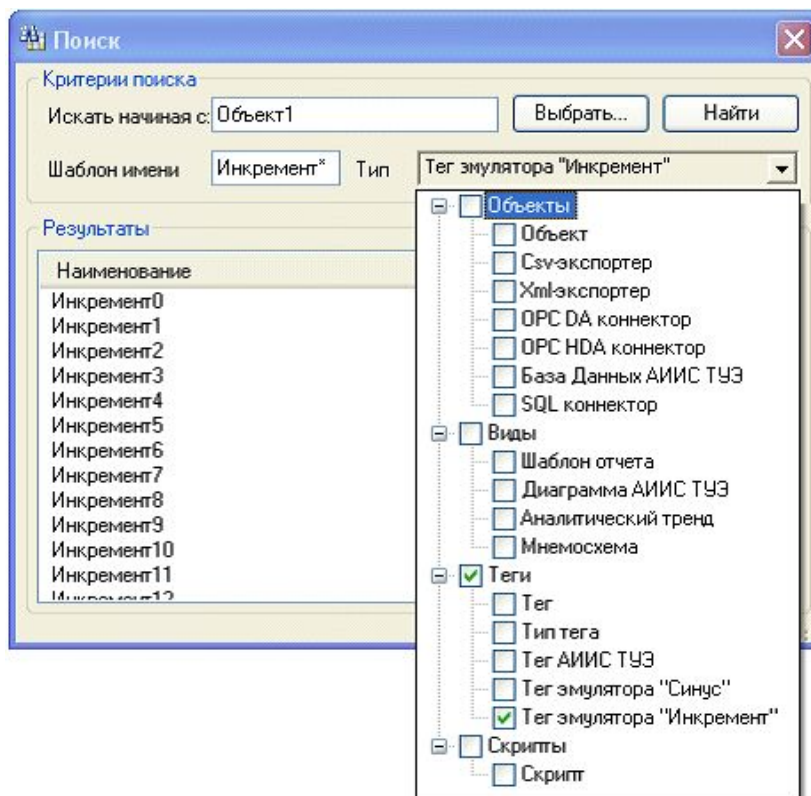 Поиск
Критерии поиска
Искать начиная с: Объект1 Выбрать... Найти
Шаблон имени Инкремент* Тип Тег эмулятора "Инкремент"
Результаты
Наименование
Инкремент0
Инкремент1
Инкремент2
Инкремент3
Инкремент4
Инкремент5
Инкремент6
Инкремент7
Инкремент8
Инкремент9
Инкремент10
Инкремент11
Инкремент12
Объекты
Объект
Csv-экспортер
Xml-экспортер
OPC DA коннектор
OPC HDA коннектор
База Данных АИИС ТУЭ
SQL коннектор
Виды
Шаблон отчета
Диаграмма АИИС ТУЭ
Аналитический тренд
Мнемосхема
Теги
Тег
Тип тега
Тег АИИС ТУЭ
Тег эмулятора "Синус"
Тег эмулятора "Инкремент"
Скрипты
Скрипт